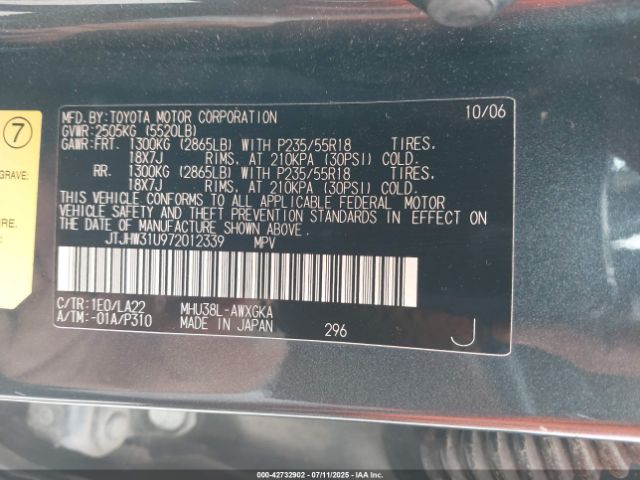 MFD. BY: TOYOTA MOTOR CORPORATION 10/06
GVWR: 2505KG (5520LB)
GAWR: FRT. 1300KG (2865LB) WITH P235/55R18 TIRES.
18X7J RIMS. AT 210KPA (30PSI) COLD.
RR. 1300KG (2865LB) WITH P235/55R18 TIRES.
18X7J RIMS. AT 210KPA (30PSI) COLD.
THIS VEHICLE CONFORMS TO ALL APPLICABLE FEDERAL MOTOR
VEHICLE SAFETY AND THEFT PREVENTION STANDARDS IN EFFECT ON
THE DATE OF MANUFACTURE SHOWN ABOVE.
JTJHW31U972012339 MPV
C/TR: 1E0/LA22 MHU38L-AWXGKA
A/TM: -01A/P310 MADE IN JAPAN 296 J
7
GRAVE:
00-42732902 - 07/11/2025 - © IAA, LLC